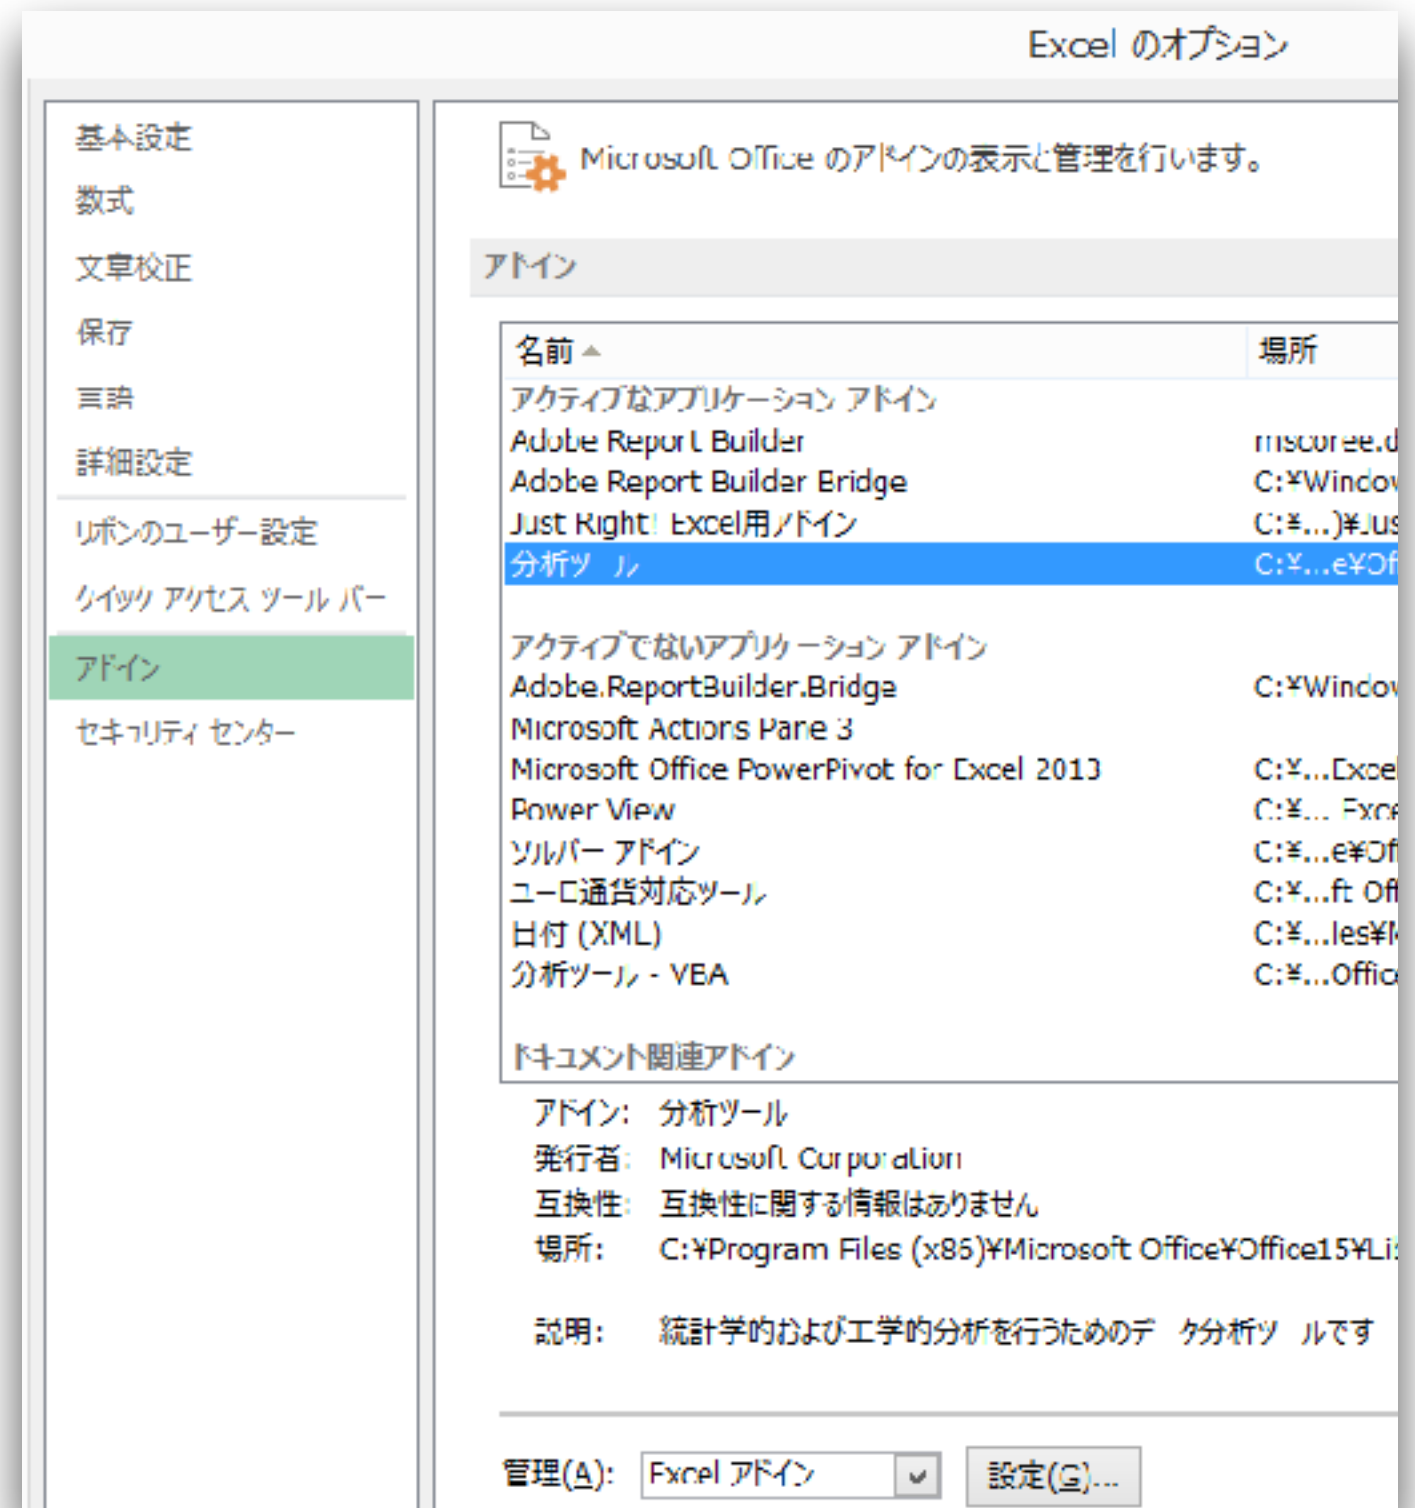 Excel のオプション
基本設定
数式
文章校正
保存
言語
詳細設定
リボンのユーザー設定
クイック アクセス ツール バー
アドイン
セキュリティ センター
Microsoft Office のアドインの表示と管理を行います。
アドイン
名前 場所
アクティブなアプリケーション アドイン
Adobe Report Builder mscoree.d
Adobe Report Builder Bridge C:¥Window
Just Right! Excel用アドイン C:¥...)¥Jus
分析ツール C:¥...e¥Off
アクティブでないアプリケーション アドイン
Adobe.ReportBuilder.Bridge C:¥Window
Microsoft Actions Pane 3
Microsoft Office PowerPivot for Excel 2013 C:¥...Excel
Power View C:¥... Exce
ソルバー アドイン C:¥...e¥Off
ユーロ通貨対応ツール C:¥...ft Off
日付 (XML) C:¥...les¥M
分析ツール - VBA C:¥...Office
ドキュメント関連アドイン
アドイン: 分析ツール
発行者: Microsoft Corporation
互換性: 互換性に関する情報はありません
場所: C:¥Program Files (x86)¥Microsoft Office¥Office15¥Li
説明: 統計学的および工学的分析を行うためのデータ分析ツールです
管理(A): Excel アドイン 設定(G)...